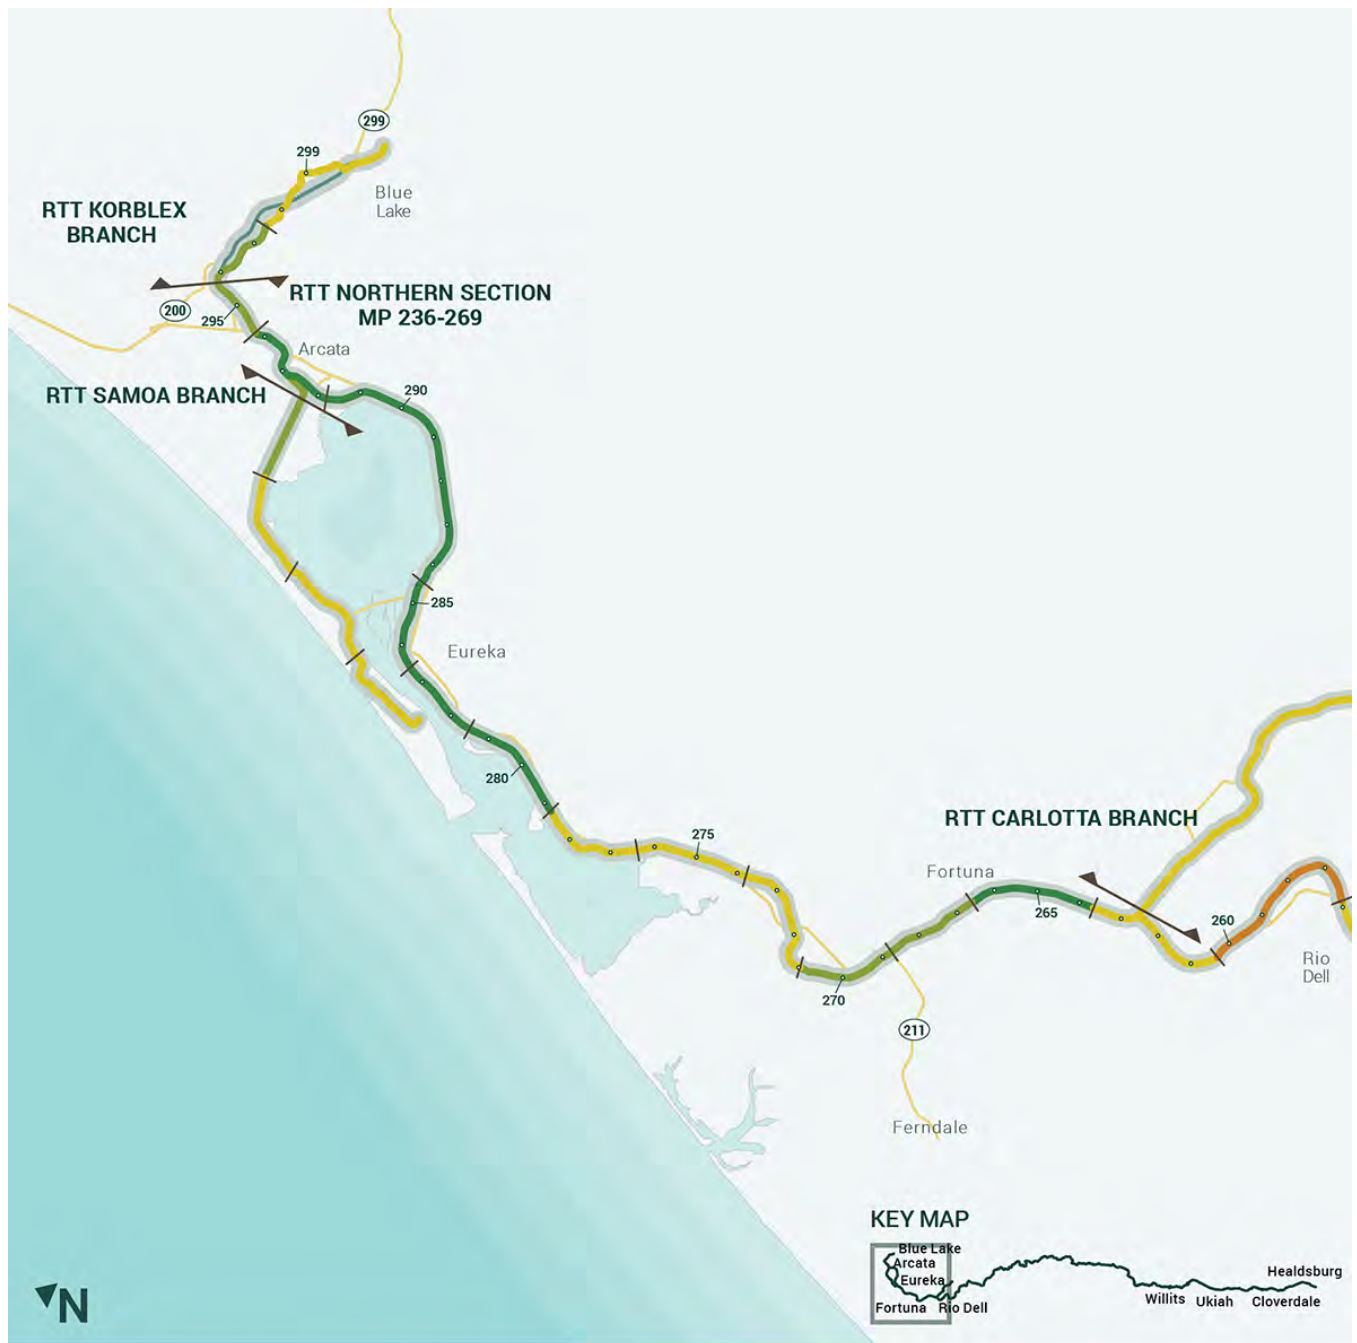 299
299
Blue
Lake
RTT KORBLEX
BRANCH
RTT NORTHERN SECTION
MP 236-269
200
295
Arcata
RTT SAMOA BRANCH
290
285
Eureka
280
275
RTT CARLOTTA BRANCH
Fortuna
265
260
Rio
Dell
270
211
Ferndale
KEY MAP
Blue Lake
Arcata
Eureka
Fortuna
Rio Dell
Willits
Ukiah
Cloverdale
Healdsburg
N